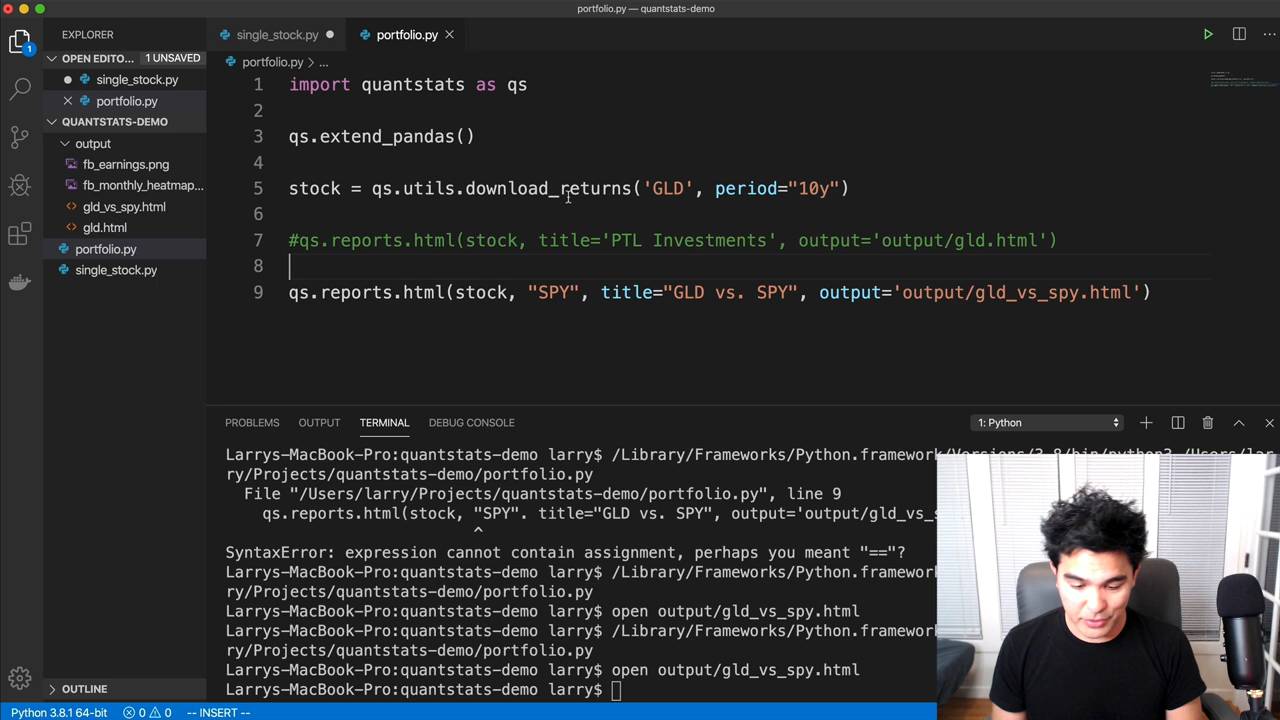 portfolio.py — quantstats-demo
EXPLORER
single_stock.py
portfolio.py
OPEN EDITO... 1 UNSAVED
single_stock.py
portfolio.py
QUANTSTATS-DEMO
output
fb_earnings.png
fb_monthly_heatmap...
gld_vs_spy.html
gld.html
portfolio.py
single_stock.py
OUTLINE
1
portfolio.py > ...
1 import quantstats as qs
2
3 qs.extend_pandas()
4
5 stock = qs.utils.download_returns('GLD', period="10y")
6
7 #qs.reports.html(stock, title='PTL Investments', output='output/gld.html')
8
9 qs.reports.html(stock, "SPY", title="GLD vs. SPY", output='output/gld_vs_spy.html')
PROBLEMS OUTPUT TERMINAL DEBUG CONSOLE 1: Python
Larrys-MacBook-Pro:quantstats-demo larry$ /Library/Frameworks/Python.framework/Versions/3.8/bin/python3 /Users/lar
ry/Projects/quantstats-demo/portfolio.py
File "/Users/larry/Projects/quantstats-demo/portfolio.py", line 9
qs.reports.html(stock, "SPY". title="GLD vs. SPY", output='output/gld_vs_s
^
SyntaxError: expression cannot contain assignment, perhaps you meant "=="?
Larrys-MacBook-Pro:quantstats-demo larry$ /Library/Frameworks/Python.framework
ry/Projects/quantstats-demo/portfolio.py
Larrys-MacBook-Pro:quantstats-demo larry$ open output/gld_vs_spy.html
Larrys-MacBook-Pro:quantstats-demo larry$ /Library/Frameworks/Python.framework
ry/Projects/quantstats-demo/portfolio.py
Larrys-MacBook-Pro:quantstats-demo larry$ open output/gld_vs_spy.html
Larrys-MacBook-Pro:quantstats-demo larry$
Python 3.8.1 64-bit 0 0 -- INSERT --